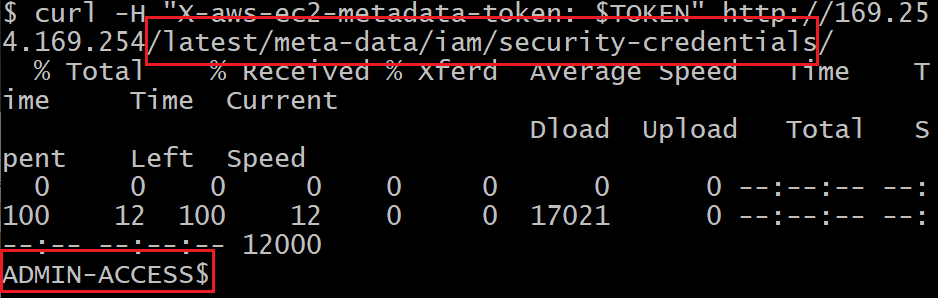 $ curl -H "X-aws-ec2-metadata-token: $TOKEN" http://169.25
4.169.254/latest/meta-data/iam/security-credentials/
% Total % Received % Xferd Average Speed Time T
ime Time Current
Dload Upload Total S
pent Left Speed
0 0 0 0 0 0 0 0 --:--:-- --:
100 12 100 12 0 0 17021 0 --:--:-- --:
--:-- --:--:-- 12000
ADMIN-ACCESS$